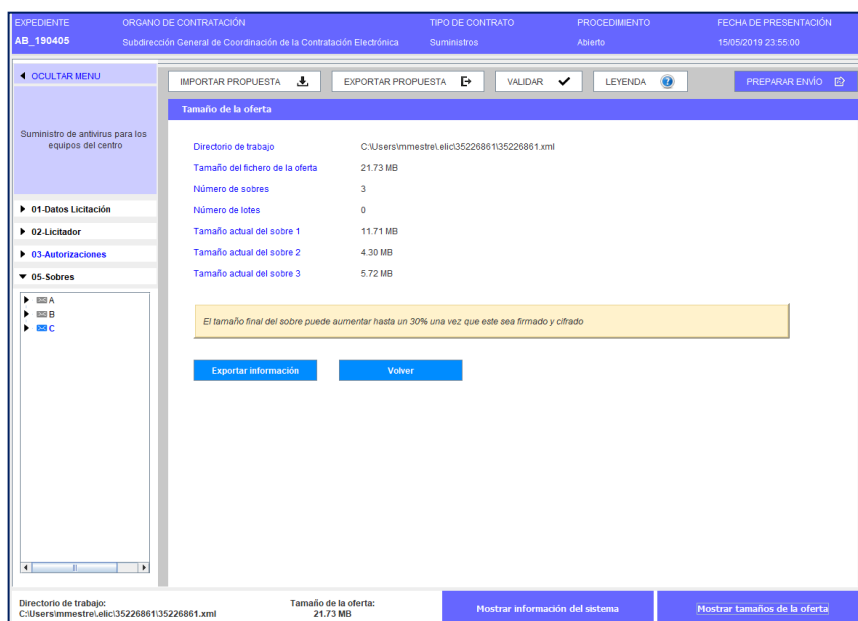 EXPEDIENTE ORGANO DE CONTRATACIÓN TIPO DE CONTRATO PROCEDIMIENTO FECHA DE PRESENTACIÓN
AB_190405 Subdirección General de Coordinación de la Contratación Electrónica Suministros Abierto 15/05/2019 23:55:00
OCULTAR MENU
IMPORTAR PROPUESTA EXPORTAR PROPUESTA VALIDAR LEYENDA PREPARAR ENVÍO
Suministro de antivirus para los
equipos del centro
01-Datos Licitación
02-Licitador
03-Autorizaciones
05-Sobres
A
B
C
Tamaño de la oferta
Directorio de trabajo C:\Users\mmestre\.elic\35226861\35226861.xml
Tamaño del fichero de la oferta 21.73 MB
Número de sobres 3
Número de lotes 0
Tamaño actual del sobre 1 11.71 MB
Tamaño actual del sobre 2 4.30 MB
Tamaño actual del sobre 3 5.72 MB
El tamaño final del sobre puede aumentar hasta un 30% una vez que este sea firmado y cifrado
Exportar información Volver
Directorio de trabajo: Tamaño de la oferta:
C:\Users\mmestre\.elic\35226861\35226861.xml 21.73 MB
Mostrar información del sistema Mostrar tamaños de la oferta